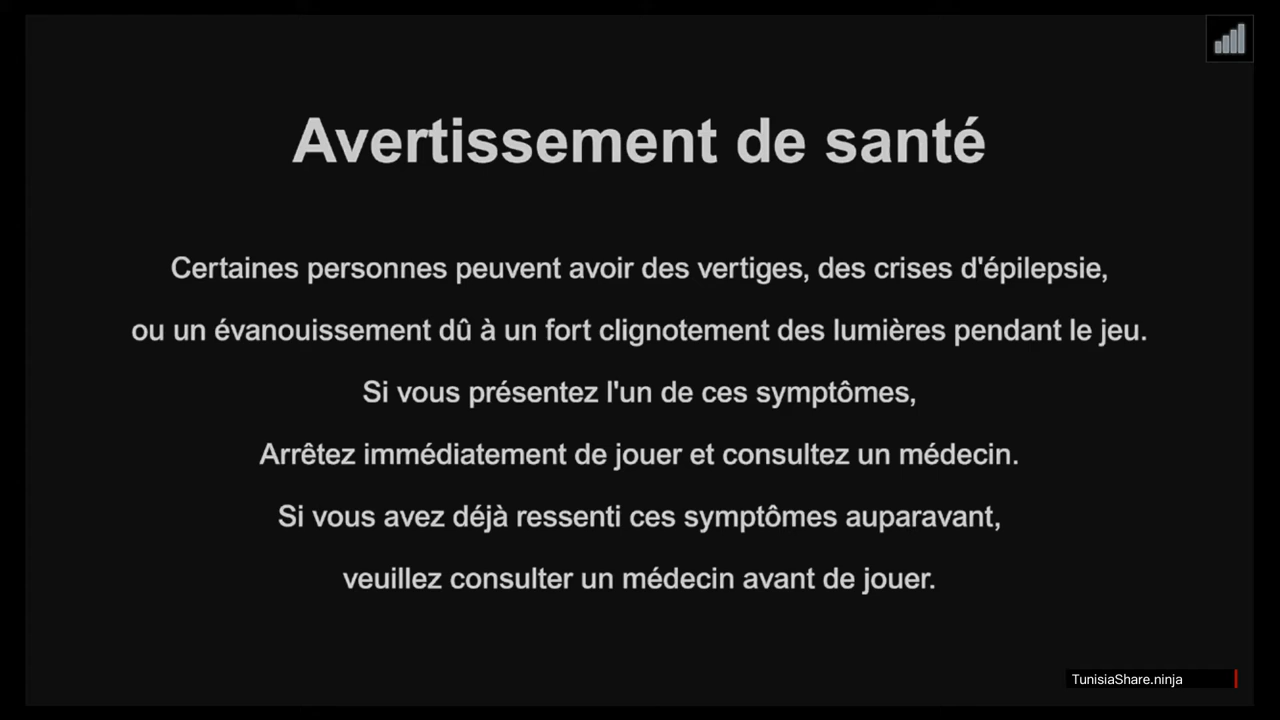 Avertissement de santé
Certaines personnes peuvent avoir des vertiges, des crises d'épilepsie,
ou un évanouissement dû à un fort clignotement des lumières pendant le jeu.
Si vous présentez l'un de ces symptômes,
Arrêtez immédiatement de jouer et consultez un médecin.
Si vous avez déjà ressenti ces symptômes auparavant,
veuillez consulter un médecin avant de jouer.
TunisiaShare.ninja